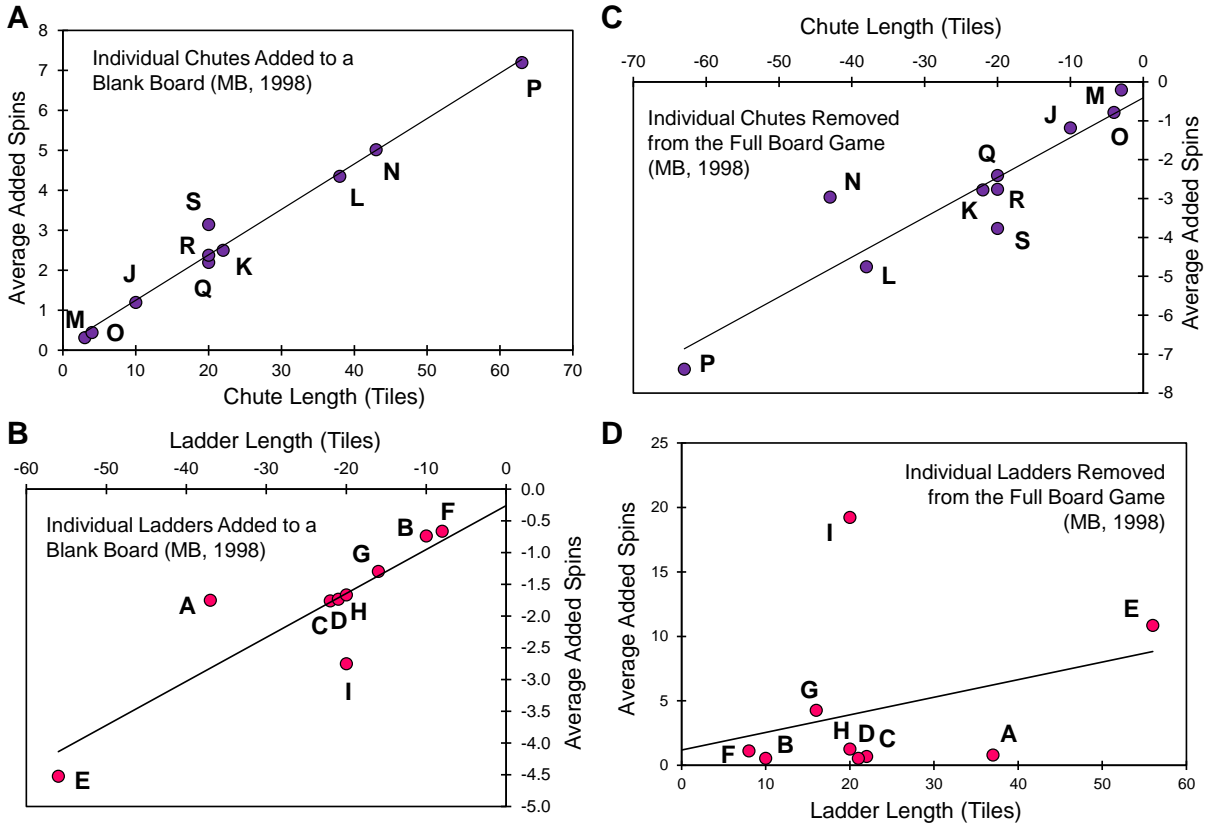 A
Individual Chutes Added to a
Blank Board (MB, 1998)
Average Added Spins
8
7
6
5
4
3
2
1
0
M
O
J
S
R
Q
K
L
N
P
0 10 20 30 40 50 60 70
Chute Length (Tiles)
C
Chute Length (Tiles)
-70 -60 -50 -40 -30 -20 -10 0
Individual Chutes Removed
from the Full Board Game
(MB, 1998)
M
J
O
Q
N
K
R
S
L
P
0
-1
-2
-3
-4
-5
-6
-7
-8
Average Added Spins
B
Ladder Length (Tiles)
-60 -50 -40 -30 -20 -10 0
Individual Ladders Added to a
Blank Board (MB, 1998)
F
B
G
A
C
D
H
I
E
0.0
-0.5
-1.0
-1.5
-2.0
-2.5
-3.0
-3.5
-4.0
-4.5
-5.0
Average Added Spins
D
Individual Ladders Removed
from the Full Board Game
(MB, 1998)
Average Added Spins
25
20
15
10
5
0
I
E
G
F
B
H
D
C
A
0 10 20 30 40 50 60
Ladder Length (Tiles)